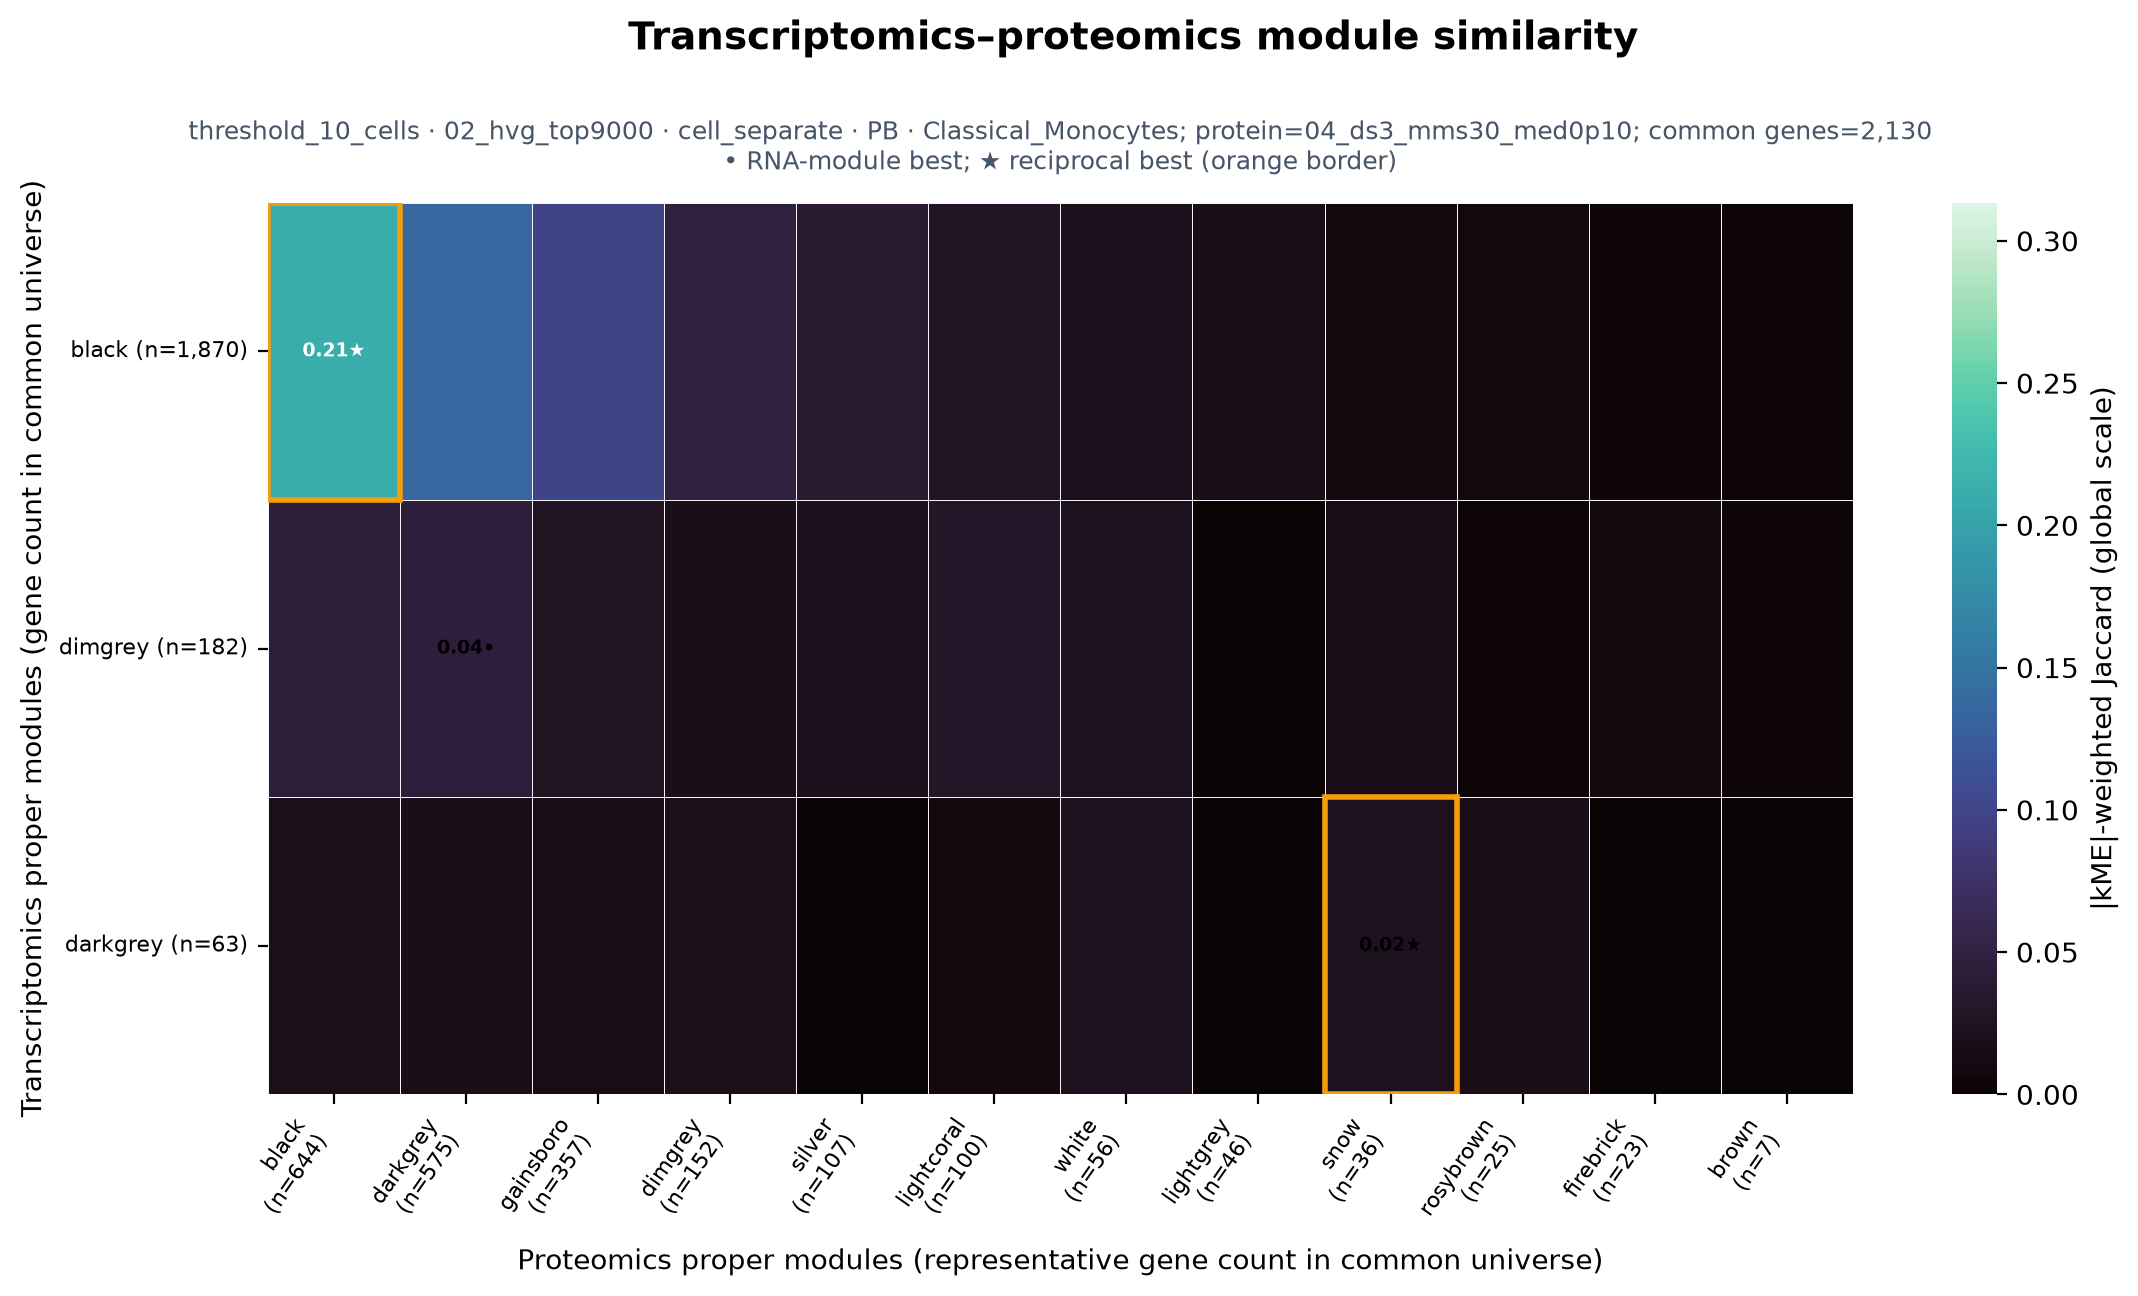 Transcriptomics–proteomics module similarity
threshold_10_cells · 02_hvg_top9000 · cell_separate · PB · Classical_Monocytes; protein=04_ds3_mms30_med0p10; common genes=2,130
• RNA-module best; ★ reciprocal best (orange border)
Transcriptomics proper modules (gene count in common universe)
black (n=1,870)
dimgrey (n=182)
darkgrey (n=63)
0.21★
0.04•
0.02★
black
(n=644)
darkgrey
(n=575)
gainsboro
(n=357)
dimgrey
(n=152)
silver
(n=107)
lightcoral
(n=100)
white
(n=56)
lightgrey
(n=46)
snow
(n=36)
rosybrown
(n=25)
firebrick
(n=23)
brown
(n=7)
Proteomics proper modules (representative gene count in common universe)
0.30
0.25
0.20
0.15
0.10
0.05
0.00
|kME|-weighted Jaccard (global scale)